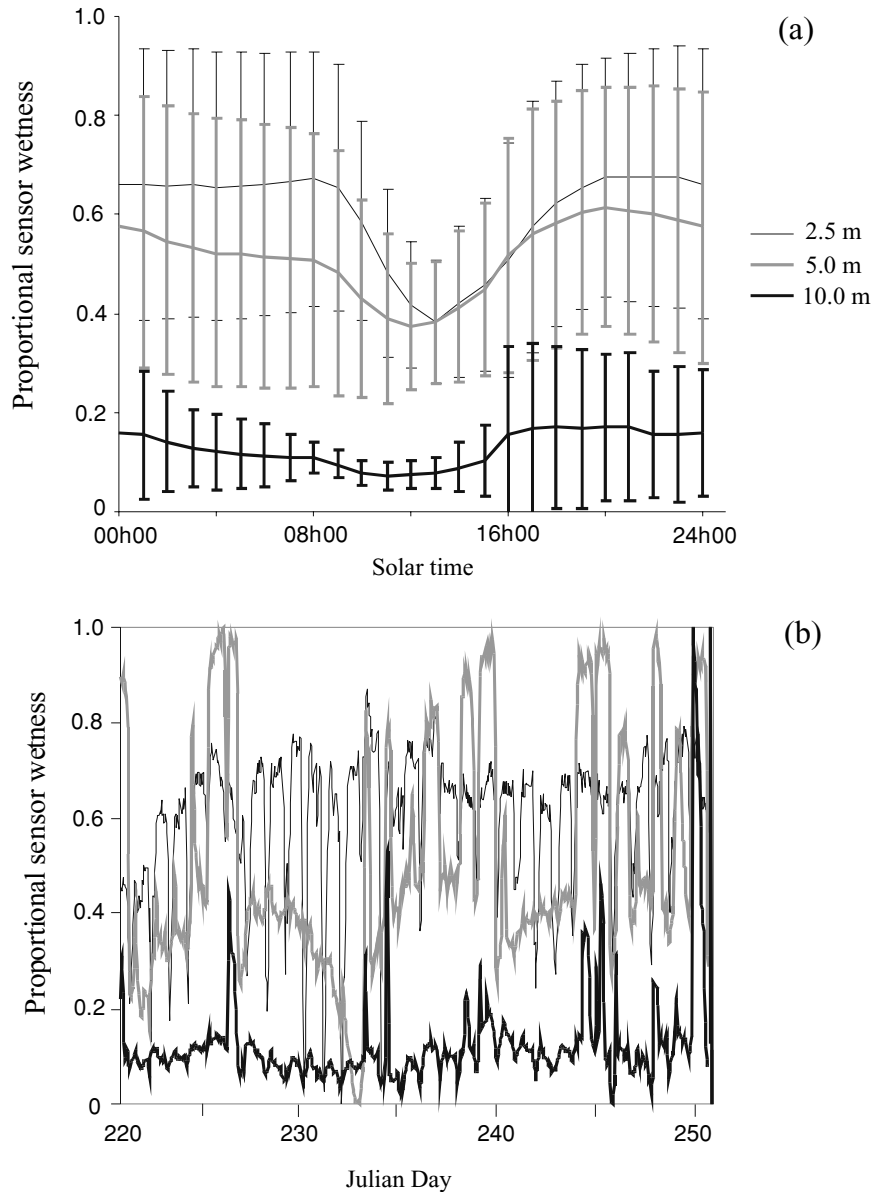 (a)
Proportional sensor wetness
1.0
0.8
0.6
0.4
0.2
0
00h00 08h00 16h00 24h00
Solar time
2.5 m
5.0 m
10.0 m
(b)
Proportional sensor wetness
1.0
0.8
0.6
0.4
0.2
0
220 230 240 250
Julian Day